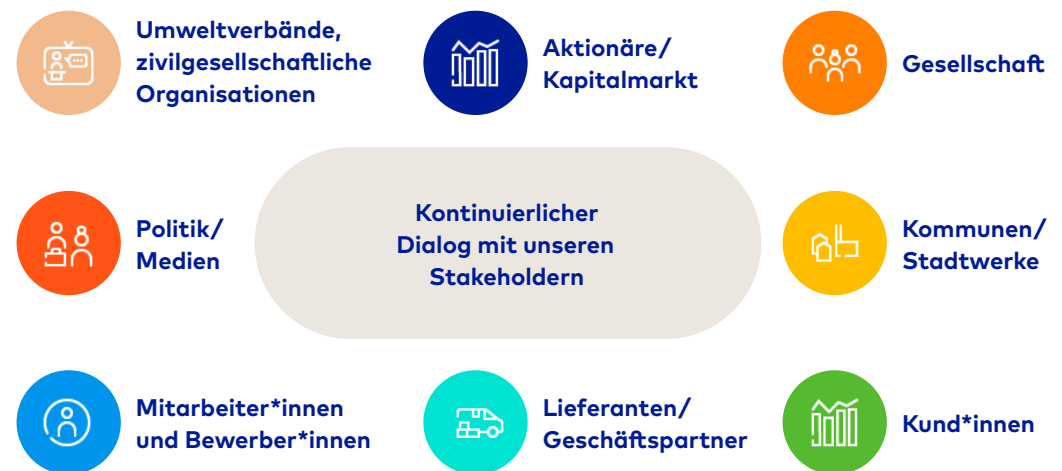 Umweltverbände,
zivilgesellschaftliche
Organisationen
Aktionäre/
Kapitalmarkt
Gesellschaft
Politik/
Medien
Kontinuierlicher
Dialog mit unseren
Stakeholdern
Kommunen/
Stadtwerke
Mitarbeiter*innen
und Bewerber*innen
Lieferanten/
Geschäftspartner
Kund*innen